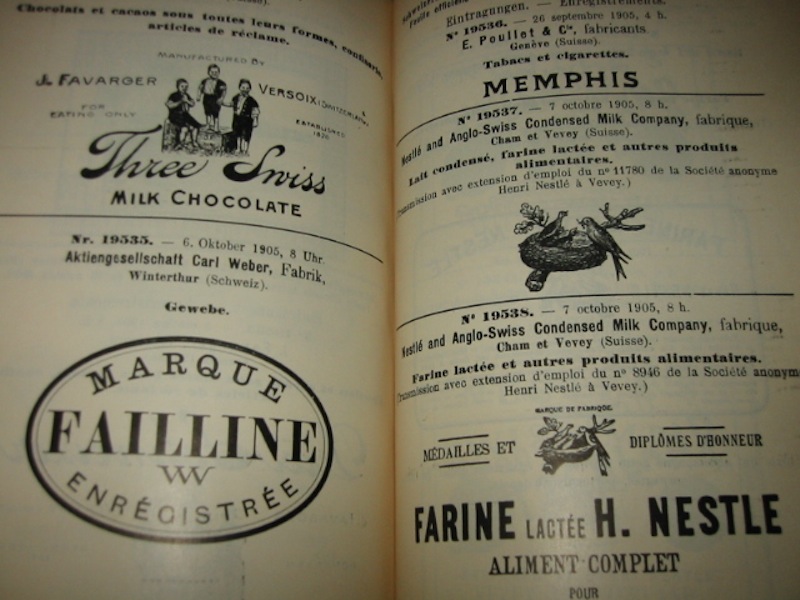 Chocolats et cacaos sous toutes leurs formes, confiserie,
articles de réclame.
MANUFACTURED BY
J. FAVARGER
VERSOIX (SWITZERLAND)
FOR
EATING ONLY
ESTABLISHED
1826
Three Swiss
MILK CHOCOLATE
Nr. 19535. — 6. Oktober 1905, 8 Uhr.
Aktiengesellschaft Carl Weber, Fabrik,
Winterthur (Schweiz).
Gewebe.
MARQUE
FAILLINE
W
ENRÉGISTRÉE
Feuille officielle
Eintragungen. — Enregistrements.
Nº 19536. — 26 septembre 1905, 4 h.
E. Poullet & Cie, fabricants
Genève (Suisse).
Tabacs et cigarettes.
MEMPHIS
Nº 19537. — 7 octobre 1905, 8 h.
Nestlé and Anglo-Swiss Condensed Milk Company, fabrique,
Cham et Vevey (Suisse).
Lait condensé, farine lactée et autres produits
alimentaires.
(Transmission avec extension d'emploi du nº 11780 de la Société anonyme
Henri Nestlé à Vevey.)
Nº 19538. — 7 octobre 1905, 8 h.
Nestlé and Anglo-Swiss Condensed Milk Company, fabrique,
Cham et Vevey (Suisse).
Farine lactée et autres produits alimentaires.
(Transmission avec extension d'emploi du nº 8946 de la Société anonyme
Henri Nestlé à Vevey.)
MARQUE DE FABRIQUE.
MÉDAILLES ET DIPLÔMES D'HONNEUR
FARINE LACTÉE H. NESTLE
ALIMENT COMPLET
POUR